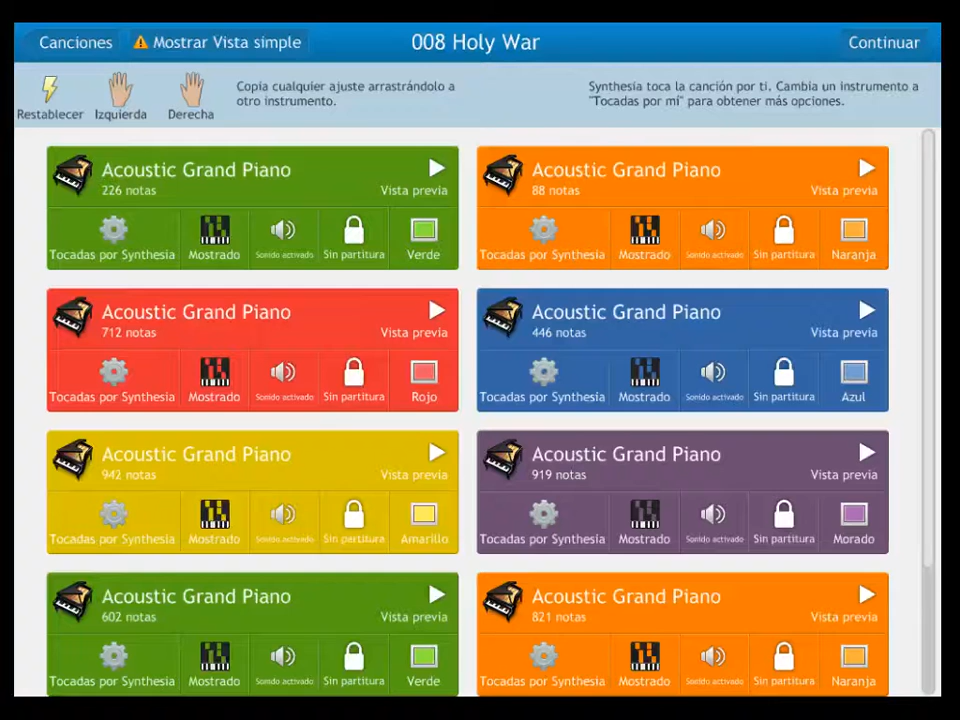 Canciones
Mostrar Vista simple
008 Holy War
Continuar
Restablecer
Izquierda
Derecha
Copia cualquier ajuste arrastrándolo a
otro instrumento.
Synthesia toca la canción por ti. Cambia un instrumento a
"Tocadas por mí" para obtener más opciones.
Acoustic Grand Piano
226 notas
Vista previa
Tocadas por Synthesia
Mostrado
Sonido activado
Sin partitura
Verde
Acoustic Grand Piano
88 notas
Vista previa
Tocadas por Synthesia
Mostrado
Sonido activado
Sin partitura
Naranja
Acoustic Grand Piano
712 notas
Vista previa
Tocadas por Synthesia
Mostrado
Sonido activado
Sin partitura
Rojo
Acoustic Grand Piano
446 notas
Vista previa
Tocadas por Synthesia
Mostrado
Sonido activado
Sin partitura
Azul
Acoustic Grand Piano
942 notas
Vista previa
Tocadas por Synthesia
Mostrado
Sonido activado
Sin partitura
Amarillo
Acoustic Grand Piano
919 notas
Vista previa
Tocadas por Synthesia
Mostrado
Sonido activado
Sin partitura
Morado
Acoustic Grand Piano
602 notas
Vista previa
Tocadas por Synthesia
Mostrado
Sonido activado
Sin partitura
Verde
Acoustic Grand Piano
821 notas
Vista previa
Tocadas por Synthesia
Mostrado
Sonido activado
Sin partitura
Naranja